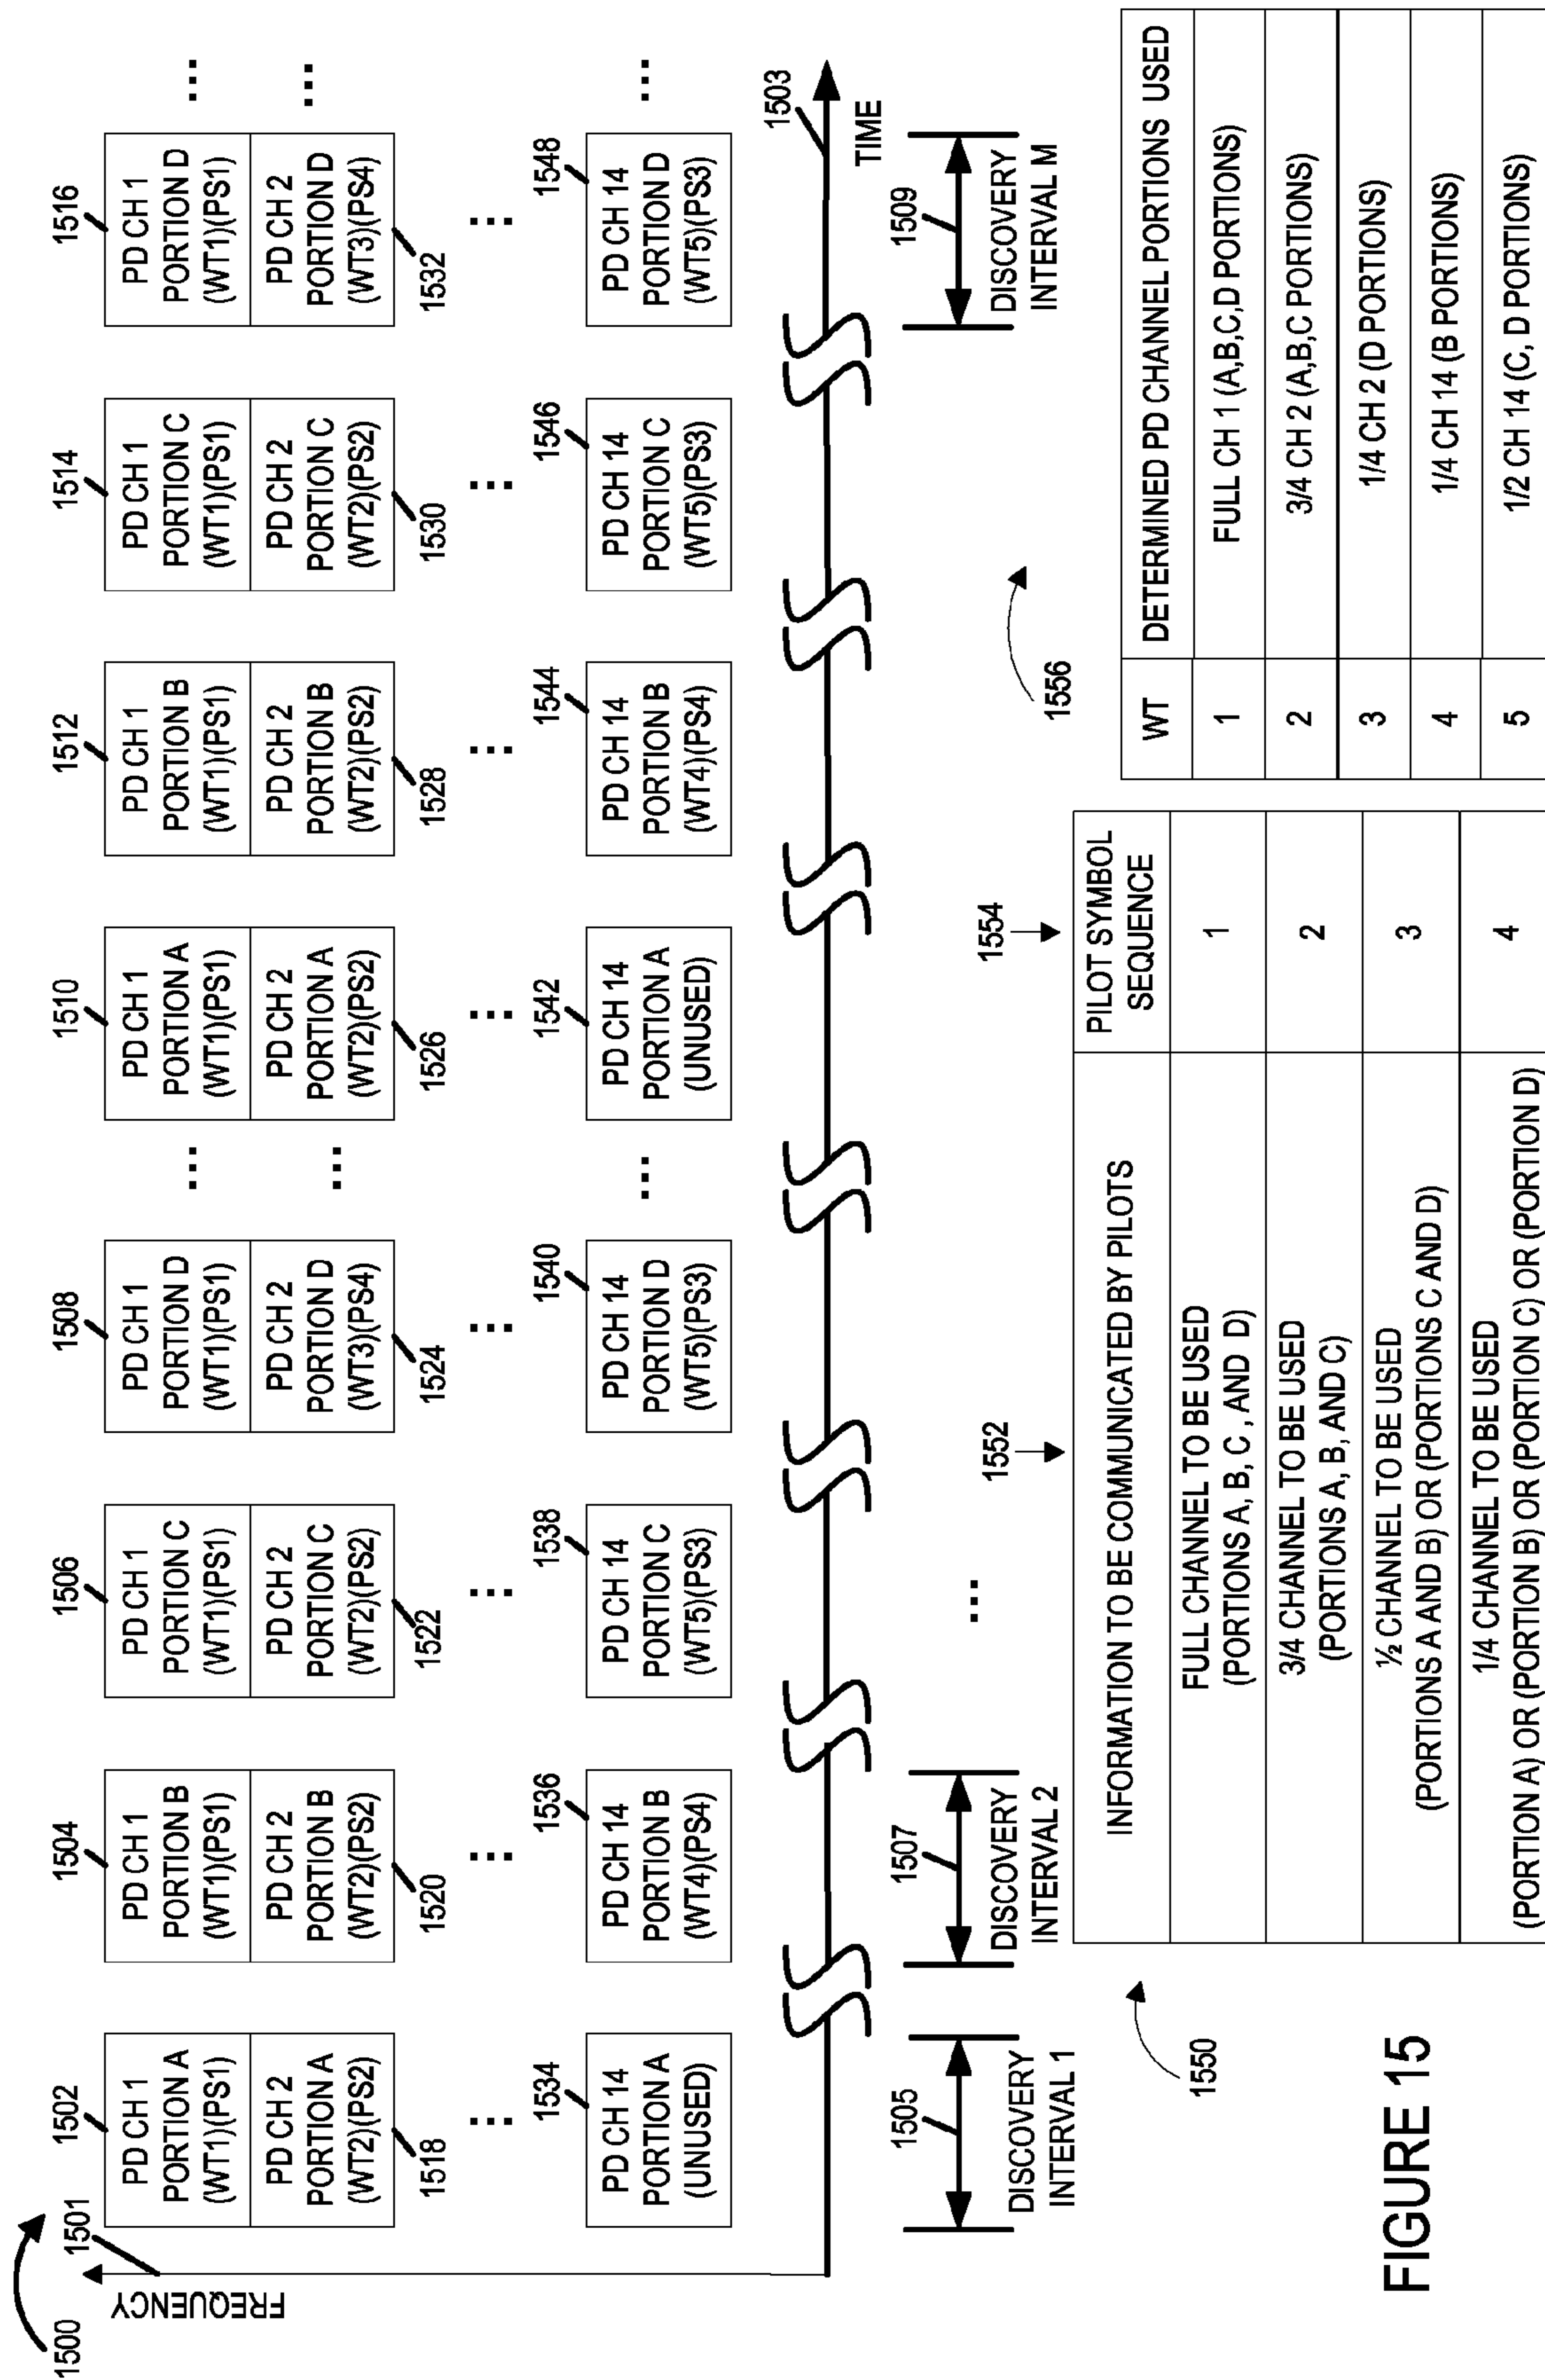 1500
1501
FREQUENCY
1502
1504
1506
1508
1510
1512
1514
1516
PD CH 1
PORTION A
(WT1)(PS1)
PD CH 1
PORTION B
(WT1)(PS1)
PD CH 1
PORTION C
(WT1)(PS1)
PD CH 1
PORTION D
(WT1)(PS1)
...
PD CH 1
PORTION A
(WT1)(PS1)
PD CH 1
PORTION B
(WT1)(PS1)
PD CH 1
PORTION C
(WT1)(PS1)
PD CH 1
PORTION D
(WT1)(PS1)
...
PD CH 2
PORTION A
(WT2)(PS2)
PD CH 2
PORTION B
(WT2)(PS2)
PD CH 2
PORTION C
(WT2)(PS2)
PD CH 2
PORTION D
(WT3)(PS4)
...
PD CH 2
PORTION A
(WT2)(PS2)
PD CH 2
PORTION B
(WT2)(PS2)
PD CH 2
PORTION C
(WT2)(PS2)
PD CH 2
PORTION D
(WT3)(PS4)
...
1518
1520
1522
1524
1526
1528
1530
1532
... ... ... ... ... ... ... ...
1534
1536
1538
1540
1542
1544
1546
1548
PD CH 14
PORTION A
(UNUSED)
PD CH 14
PORTION B
(WT4)(PS4)
PD CH 14
PORTION C
(WT5)(PS3)
PD CH 14
PORTION D
(WT5)(PS3)
...
PD CH 14
PORTION A
(UNUSED)
PD CH 14
PORTION B
(WT4)(PS4)
PD CH 14
PORTION C
(WT5)(PS3)
PD CH 14
PORTION D
(WT5)(PS3)
...
1503
TIME
1505
DISCOVERY
INTERVAL 1
1507
DISCOVERY
INTERVAL 2
...
1509
DISCOVERY
INTERVAL M
1550
1552
1554
INFORMATION TO BE COMMUNICATED BY PILOTS
PILOT SYMBOL
SEQUENCE
FULL CHANNEL TO BE USED
(PORTIONS A, B, C , AND D)
1
3/4 CHANNEL TO BE USED
(PORTIONS A, B, AND C)
2
½ CHANNEL TO BE USED
(PORTIONS A AND B) OR (PORTIONS C AND D)
3
1/4 CHANNEL TO BE USED
(PORTION A) OR (PORTION B) OR (PORTION C) OR (PORTION D)
4
1556
WT
DETERMINED PD CHANNEL PORTIONS USED
1
FULL CH 1 (A,B,C,D PORTIONS)
2
3/4 CH 2 (A,B,C PORTIONS)
3
1/4 CH 2 (D PORTIONS)
4
1/4 CH 14 (B PORTIONS)
5
1/2 CH 14 (C, D PORTIONS)
FIGURE 15